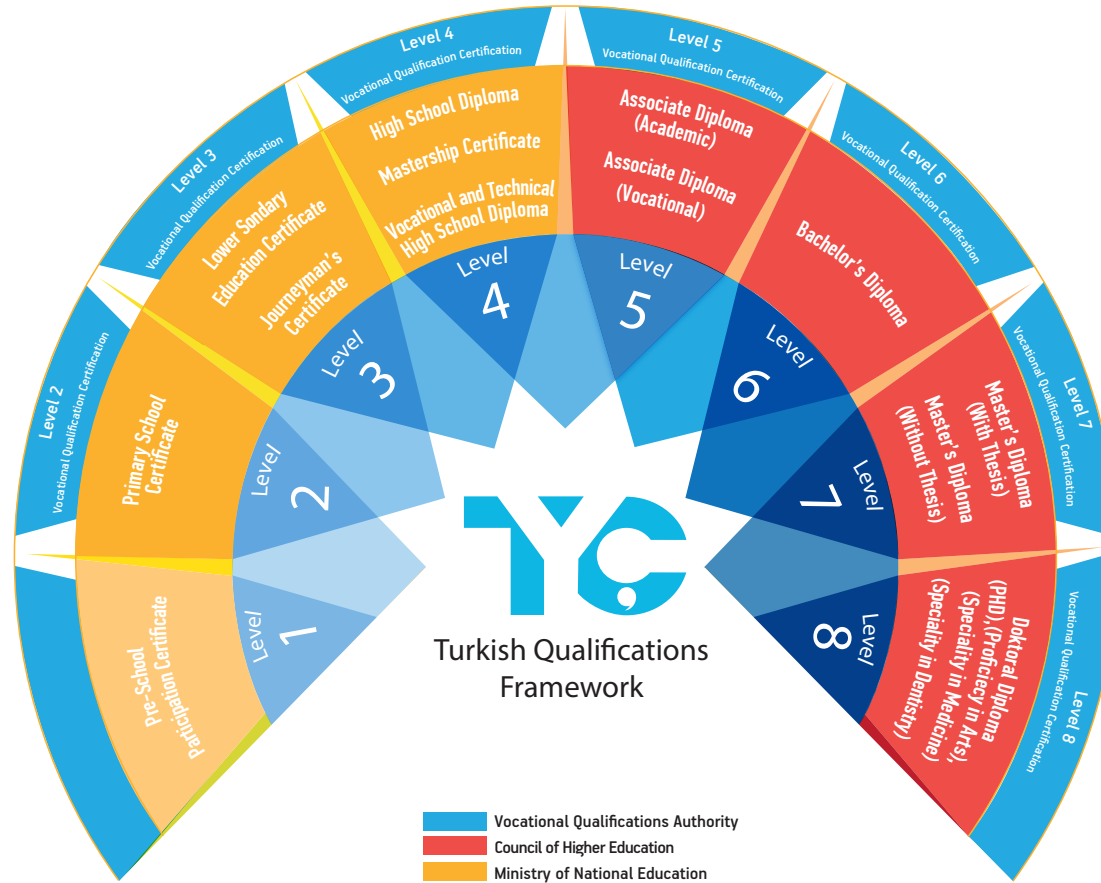 Level 2
Vocational Qualification Certification
Level 3
Vocational Qualification Certification
Level 4
Vocational Qualification Certification
Level 5
Vocational Qualification Certification
Level 6
Vocational Qualification Certification
Level 7
Vocational Qualification Certification
Level 8
Vocational Qualification Certification
Pre-School
Participation Certificate
Primary School
Certificate
Lower Sondary
Education Certificate
Journeyman's
Certificate
High School Diploma
Mastership Certificate
Vocational and Technical
High School Diploma
Associate Diploma
(Academic)
Associate Diploma
(Vocational)
Bachelor's Diploma
Master's Diploma
(With Thesis)
Master's Diploma
(Without Thesis)
Doktoral Diploma
(PHD),(Proficiecy in Arts),
(Speciality in Medicine)
(Speciality in Dentistry)
Level
1
Level
2
Level
3
Level
4
Level
5
Level
6
Level
7
Level
8
TYÇ
Turkish Qualifications
Framework
Vocational Qualifications Authority
Council of Higher Education
Ministry of National Education